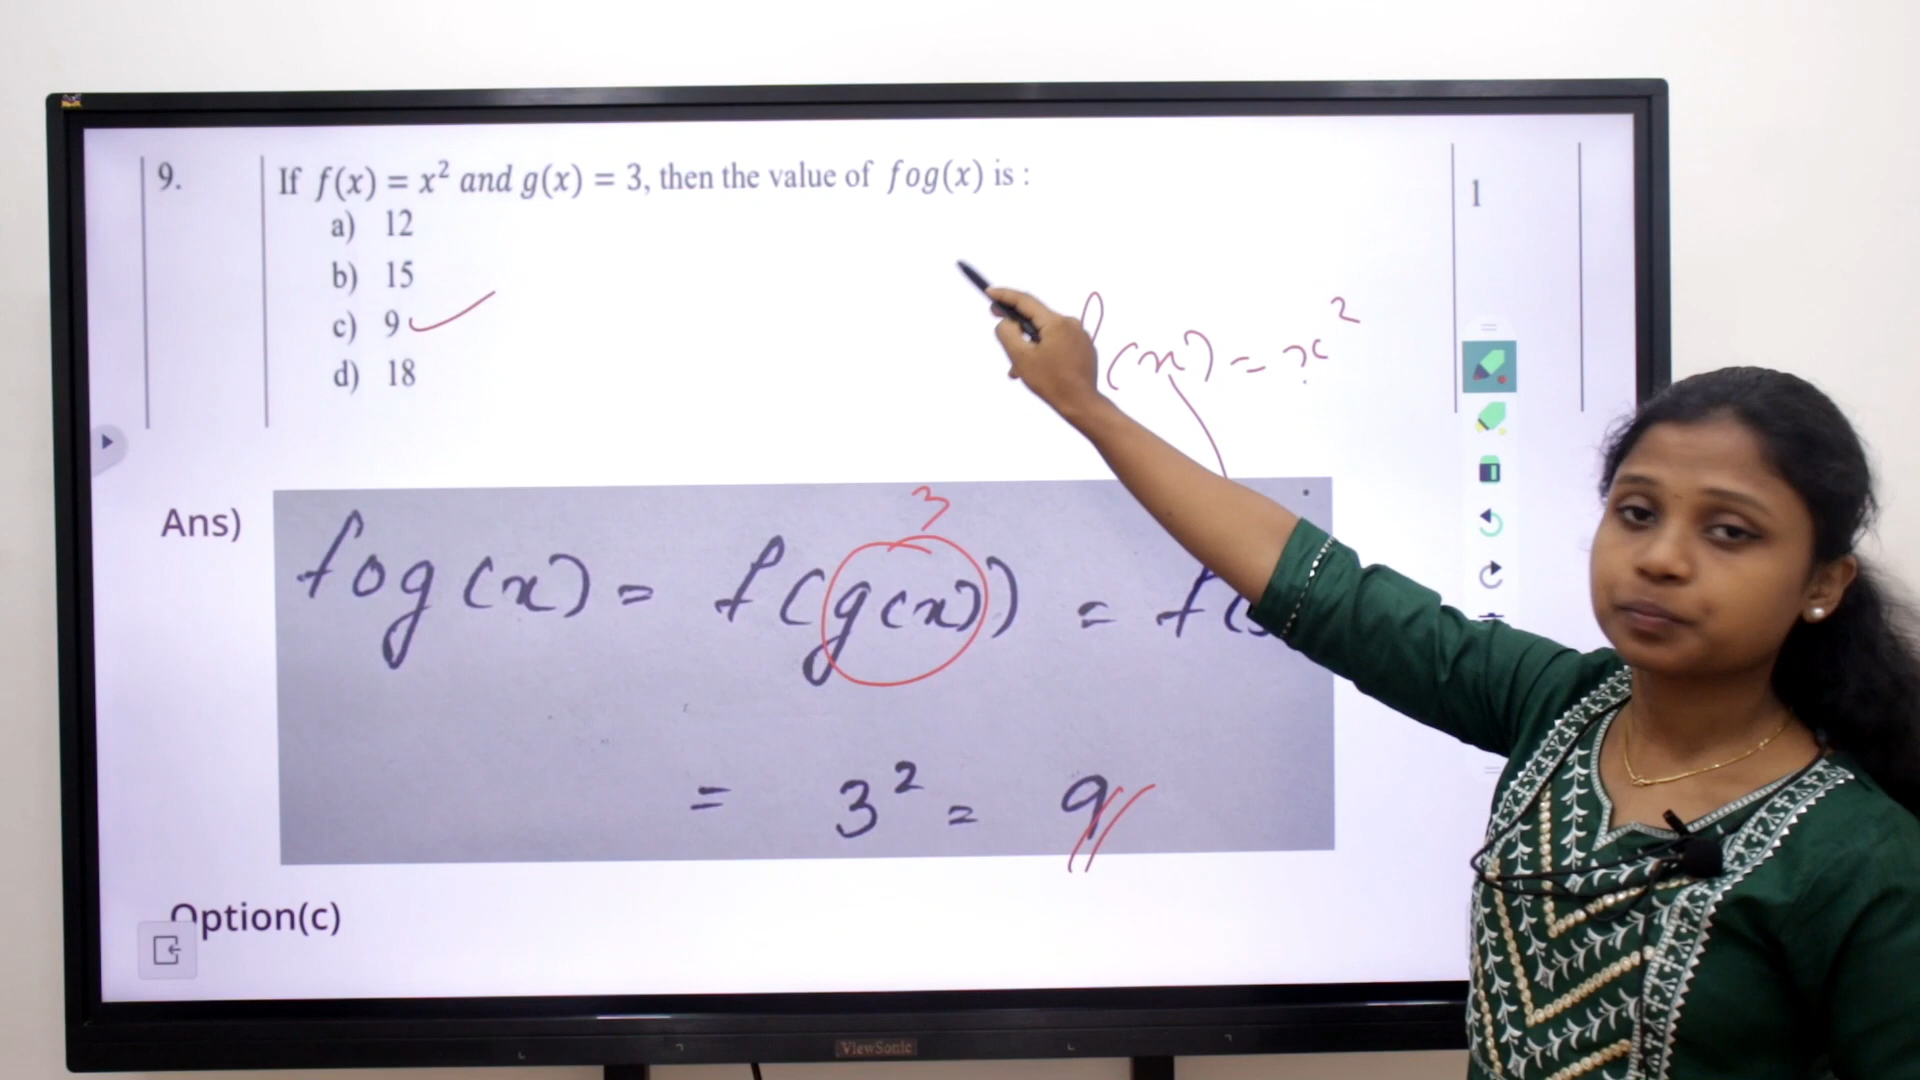 9. If f(x) = x² and g(x) = 3, then the value of fog(x) is : 1
a) 12
b) 15
c) 9
d) 18
(x) = x²
3
Ans) fog(x) = f(g(x)) = f(
= 3² = 9
Option(c)
ViewSonic